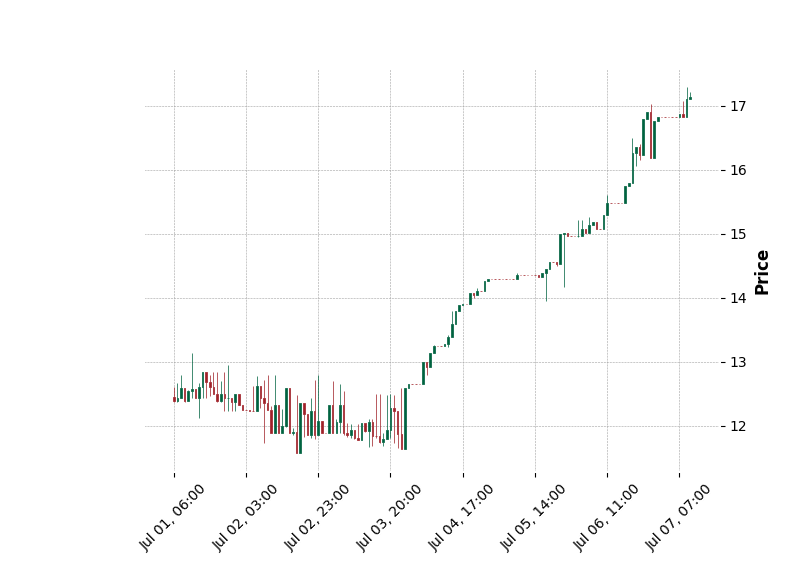 17
16
15
14
13
12
Price
Jul 01, 06:00
Jul 02, 03:00
Jul 02, 23:00
Jul 03, 20:00
Jul 04, 17:00
Jul 05, 14:00
Jul 06, 11:00
Jul 07, 07:00